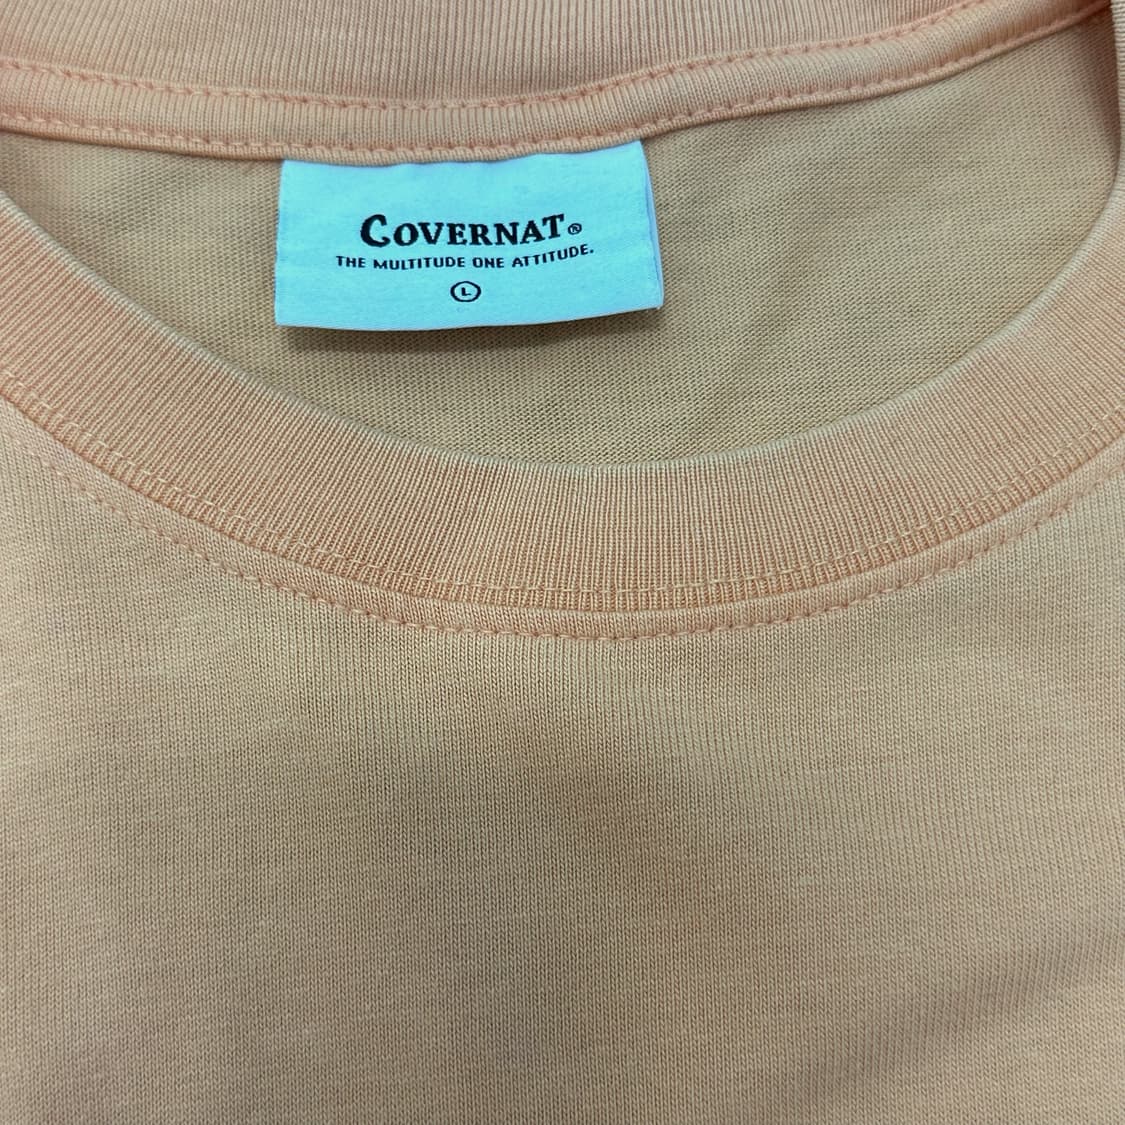 COVERNAT®
THE MULTITUDE ONE ATTITUDE.
L